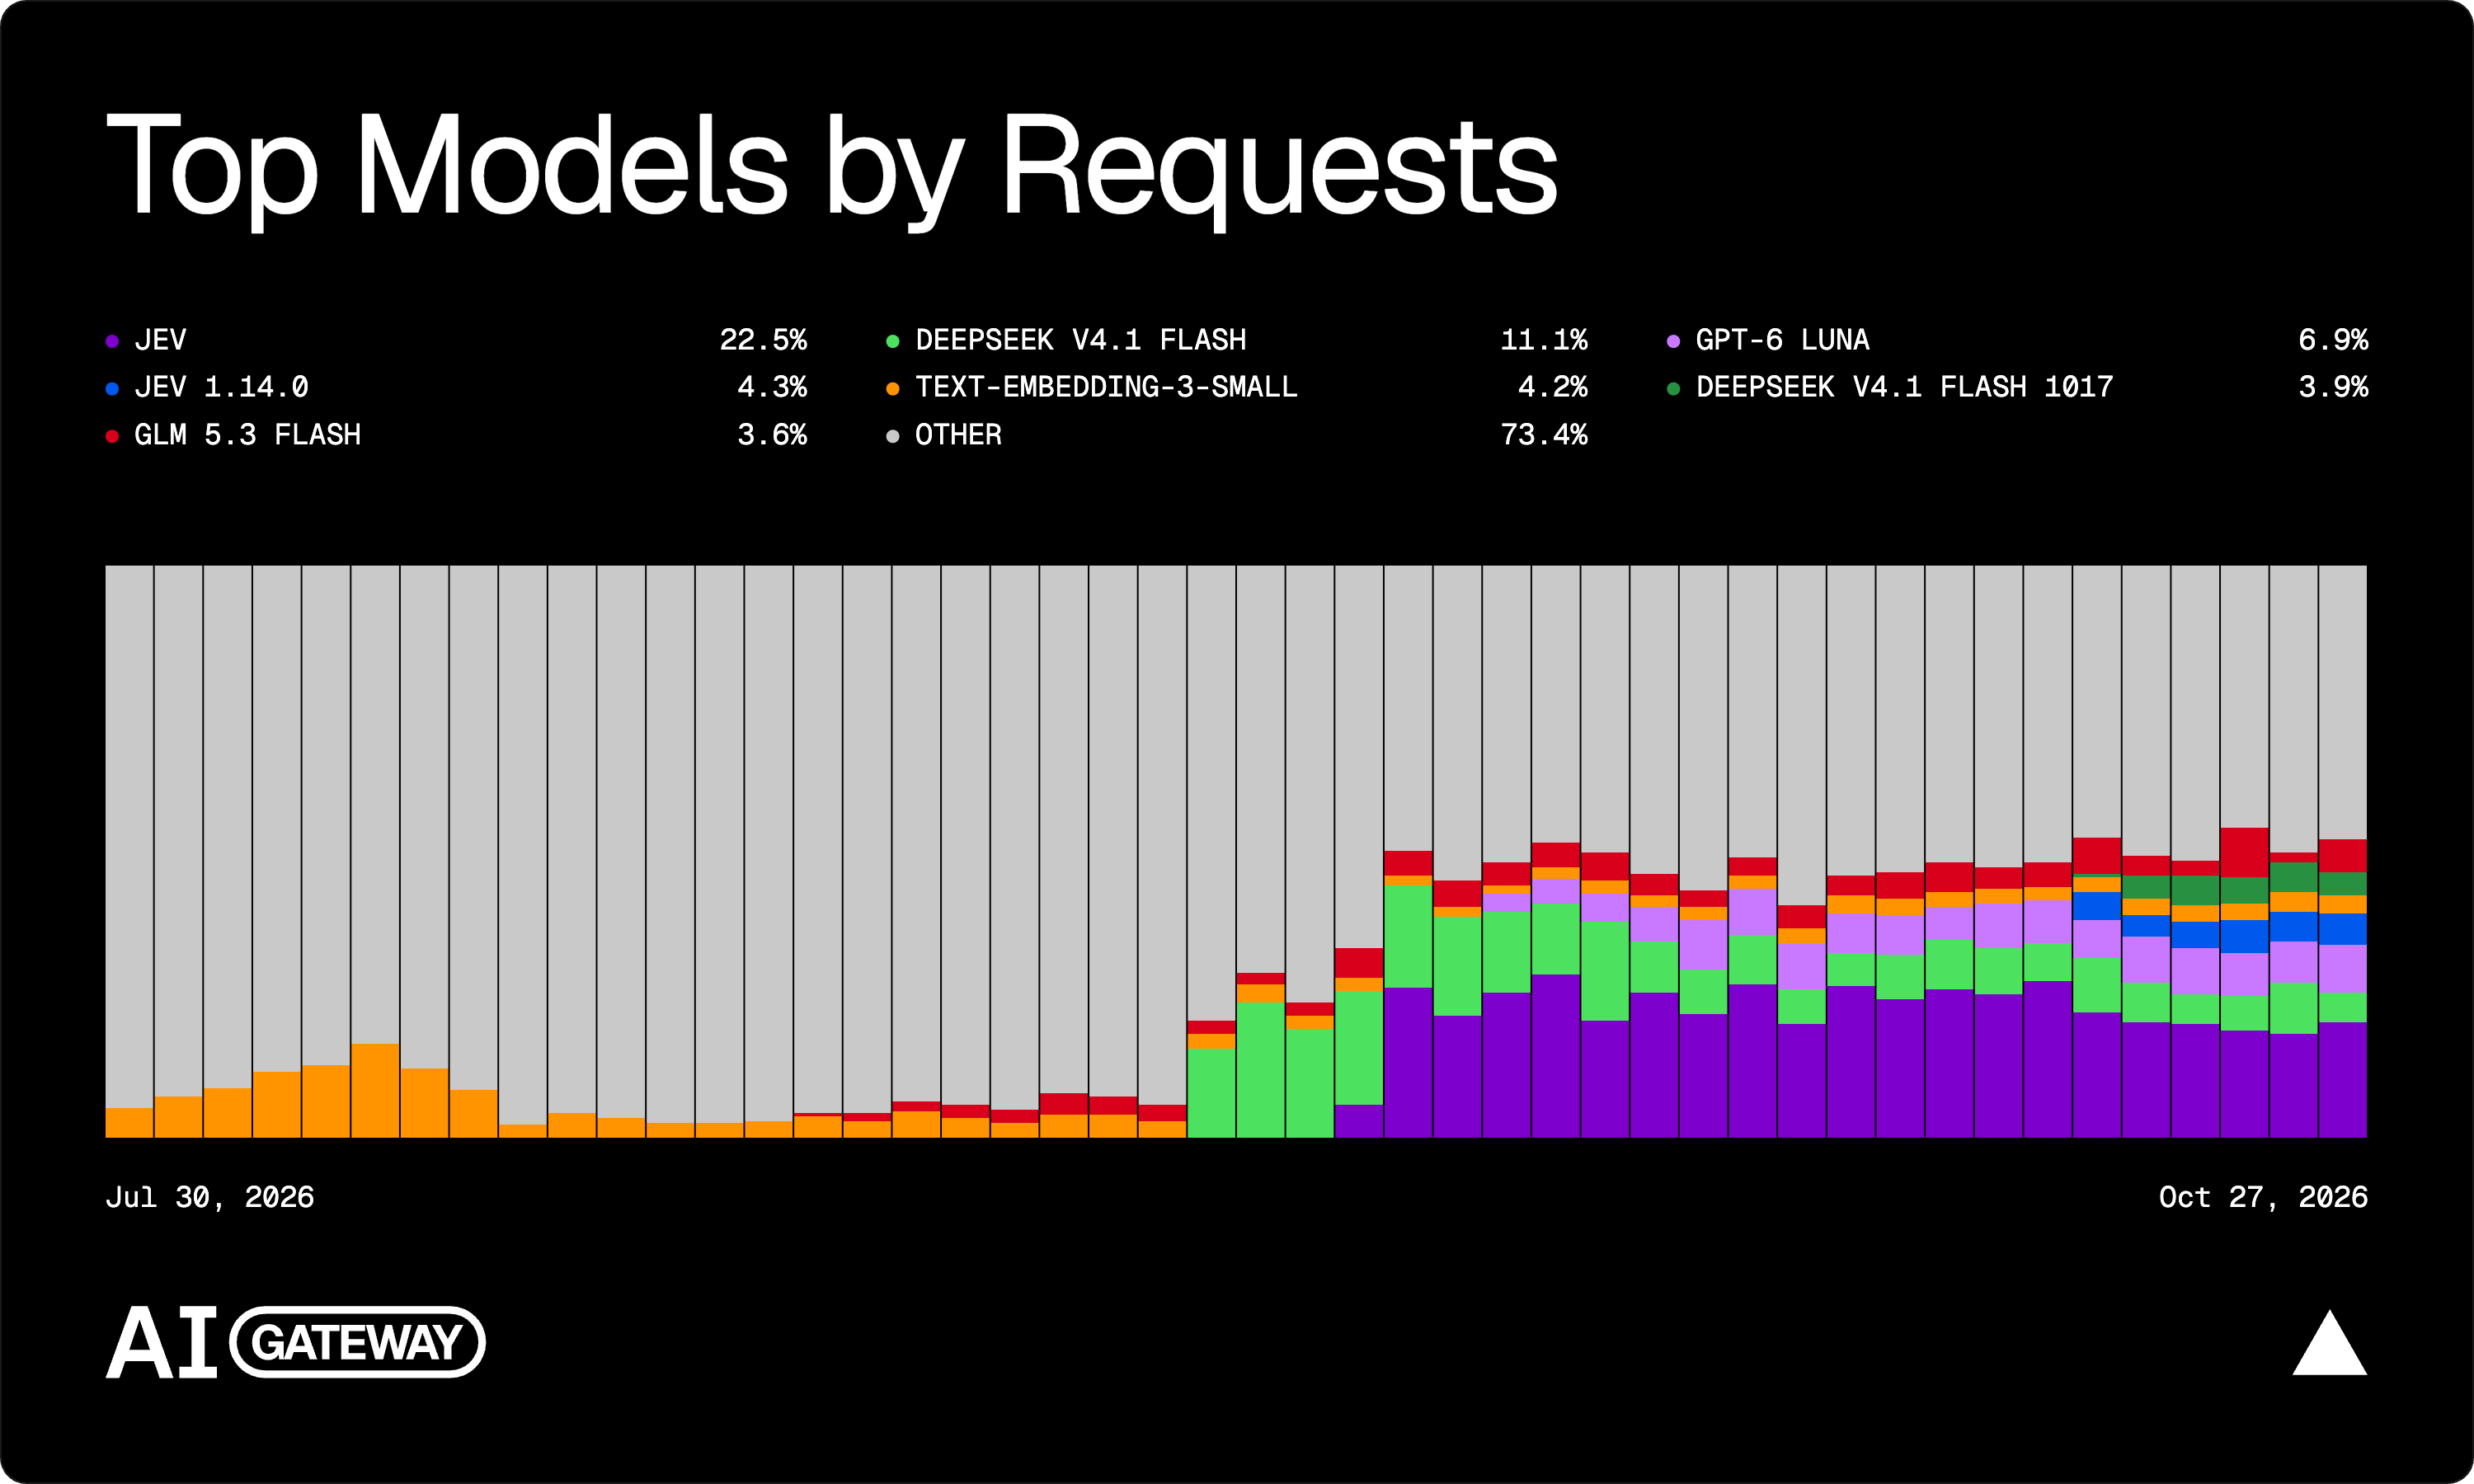 Top Models by Requests
JEV 22.5% DEEPSEEK V4.1 FLASH 11.1% GPT-6 LUNA 6.9%
JEV 1.14.0 4.3% TEXT-EMBEDDING-3-SMALL 4.2% DEEPSEEK V4.1 FLASH 1017 3.9%
GLM 5.3 FLASH 3.6% OTHER 73.4%
Jul 30, 2026 Oct 27, 2026
AI GATEWAY